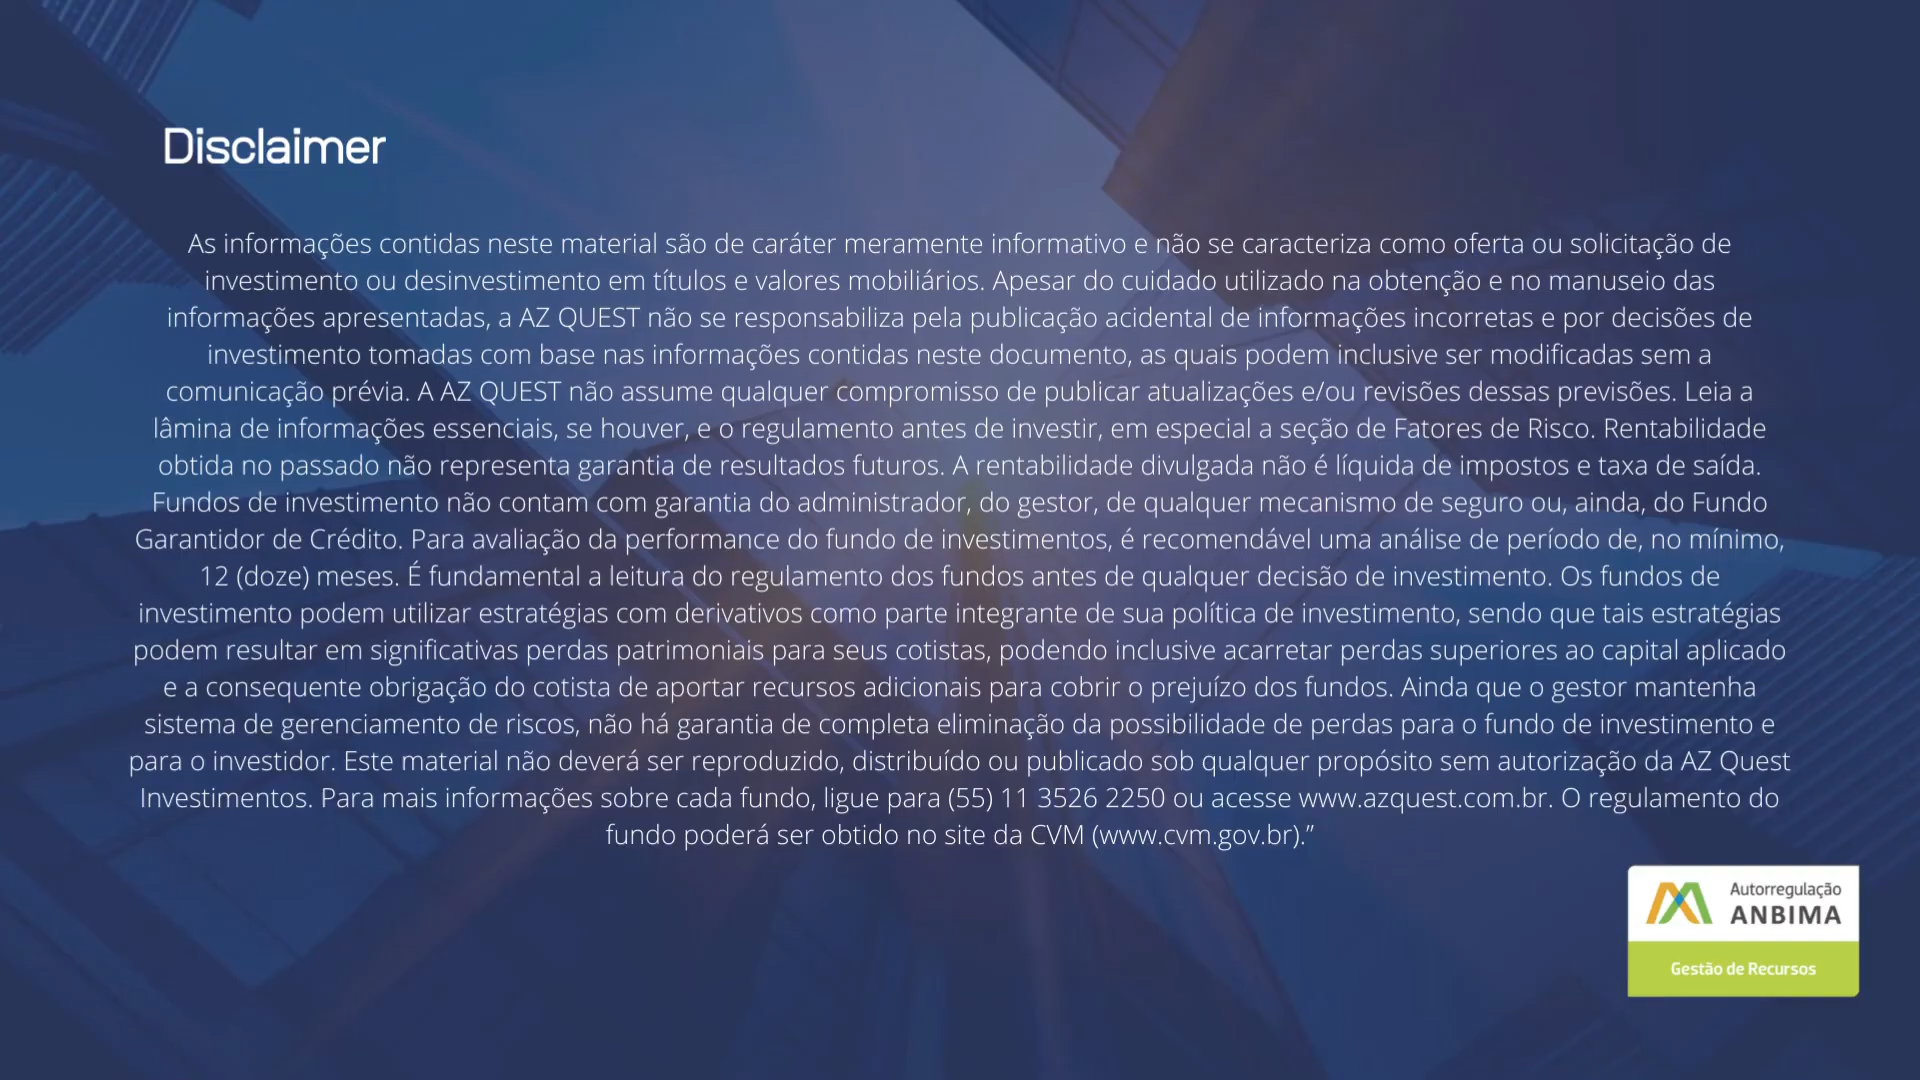 Disclaimer
As informações contidas neste material são de caráter meramente informativo e não se caracteriza como oferta ou solicitação de
investimento ou desinvestimento em títulos e valores mobiliários. Apesar do cuidado utilizado na obtenção e no manuseio das
informações apresentadas, a AZ QUEST não se responsabiliza pela publicação acidental de informações incorretas e por decisões de
investimento tomadas com base nas informações contidas neste documento, as quais podem inclusive ser modificadas sem a
comunicação prévia. A AZ QUEST não assume qualquer compromisso de publicar atualizações e/ou revisões dessas previsões. Leia a
lâmina de informações essenciais, se houver, e o regulamento antes de investir, em especial a seção de Fatores de Risco. Rentabilidade
obtida no passado não representa garantia de resultados futuros. A rentabilidade divulgada não é líquida de impostos e taxa de saída.
Fundos de investimento não contam com garantia do administrador, do gestor, de qualquer mecanismo de seguro ou, ainda, do Fundo
Garantidor de Crédito. Para avaliação da performance do fundo de investimentos, é recomendável uma análise de período de, no mínimo,
12 (doze) meses. É fundamental a leitura do regulamento dos fundos antes de qualquer decisão de investimento. Os fundos de
investimento podem utilizar estratégias com derivativos como parte integrante de sua política de investimento, sendo que tais estratégias
podem resultar em significativas perdas patrimoniais para seus cotistas, podendo inclusive acarretar perdas superiores ao capital aplicado
e a consequente obrigação do cotista de aportar recursos adicionais para cobrir o prejuízo dos fundos. Ainda que o gestor mantenha
sistema de gerenciamento de riscos, não há garantia de completa eliminação da possibilidade de perdas para o fundo de investimento e
para o investidor. Este material não deverá ser reproduzido, distribuído ou publicado sob qualquer propósito sem autorização da AZ Quest
Investimentos. Para mais informações sobre cada fundo, ligue para (55) 11 3526 2250 ou acesse www.azquest.com.br. O regulamento do
fundo poderá ser obtido no site da CVM (www.cvm.gov.br).”
Autorregulação
ANBIMA
Gestão de Recursos